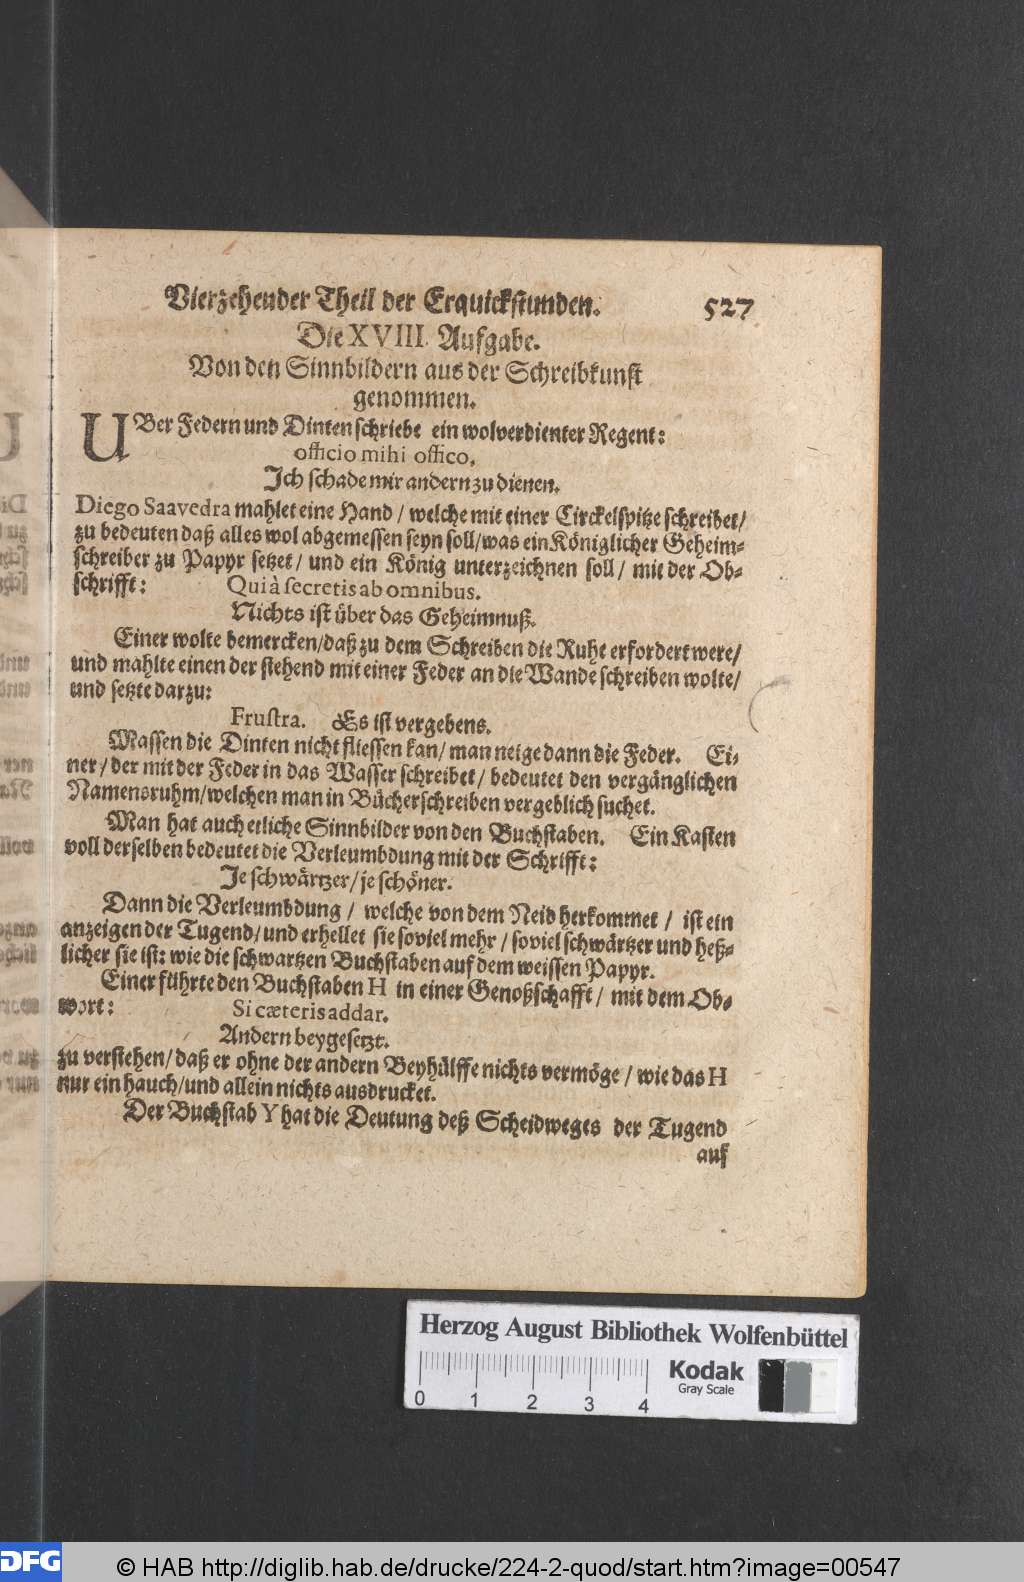 Vierzehender Theil der Erquickstunden. 527
Die XVIII. Aufgabe.
Von den Sinnbildern aus der Schreibkunst
genommen.
UBer Federn und Dinten schriebe ein wolverdienter Regent:
officio mihi offico.
Ich schade mir andern zu dienen.
Diego Saavedra mahlet eine Hand / welche mit einer Circkelspitze schreibet/
zu bedeuten daß alles wol abgemessen seyn soll/was ein Königlicher Geheim-
schreiber zu Papyr setzet / und ein König unterzeichnen soll / mit der Ob-
schrifft: Qui à secretis ab omnibus.
Nichts ist über das Geheimnuß.
Einer wolte bemercken/daß zu dem Schreiben die Ruhe erfordert were/
und mahlte einen der stehend mit einer Feder an die Wande schreiben wolte/
und setzte darzu:
Frustra. Es ist vergebens.
Massen die Dinten nicht fliessen kan/ man neige dann die Feder. Ei-
ner / der mit der Feder in das Wasser schreibet / bedeutet den vergänglichen
Namensruhm/welchen man in Bücherschreiben vergeblich suchet.
Man hat auch etliche Sinnbilder von den Buchstaben. Ein Kasten
voll derselben bedeutet die Verleumbdung mit der Schrifft:
Je schwärtzer/je schöner.
Dann die Verleumbdung / welche von dem Neid herkommet / ist ein
anzeigen der Tugend/und erhellet sie soviel mehr / soviel schwärtzer und heß-
licher sie ist: wie die schwartzen Buchstaben auf dem weissen Papyr.
Einer führte den Buchstaben H in einer Genoßschafft / mit dem Ob-
wort: Si cæteris addar.
Andern beygesetzt.
zu verstehen/daß er ohne der andern Beyhülffe nichts vermöge / wie das H
nur ein hauch/und allein nichts ausdrucket.
Der Buchstab Y hat die Deutung deß Scheidweges der Tugend
auf
Herzog August Bibliothek Wolfenbüttel
0 1 2 3 4
Kodak
Gray Scale
DFG
© HAB http://diglib.hab.de/drucke/224-2-quod/start.htm?image=00547